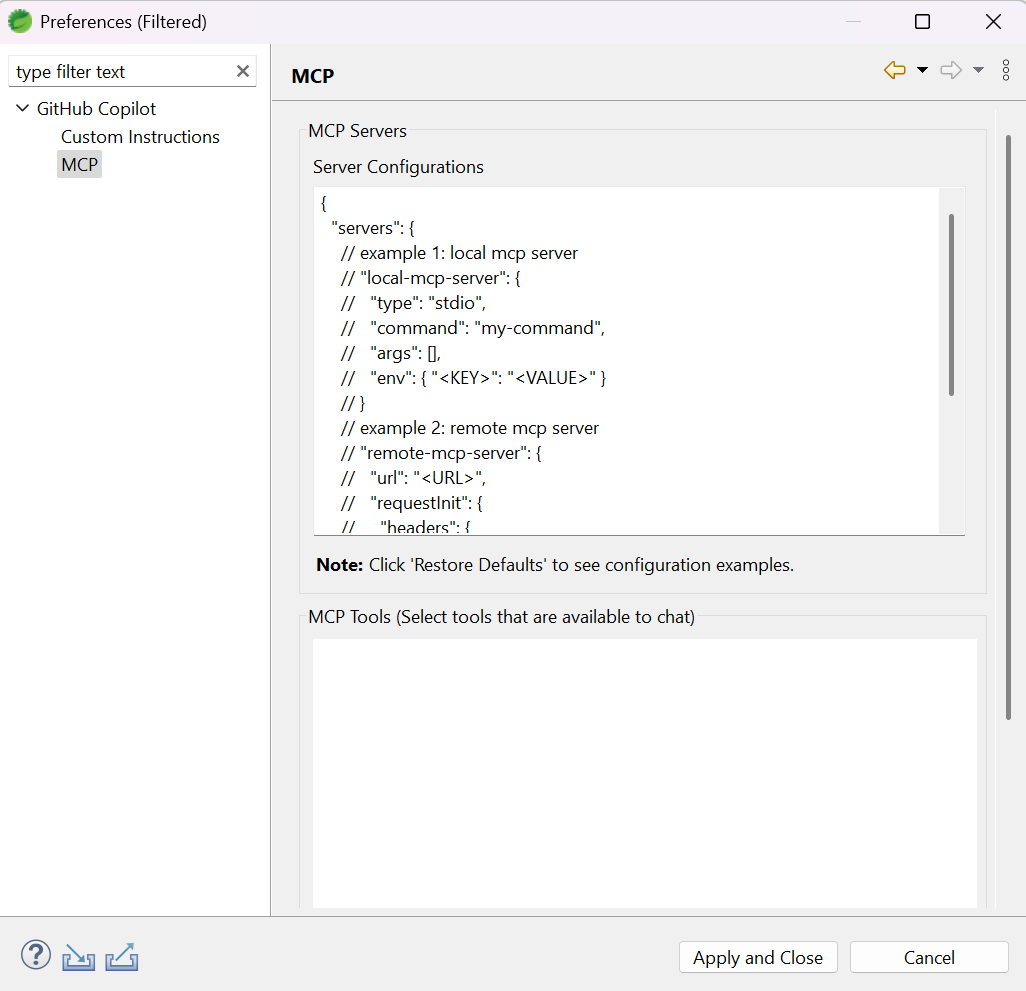 Preferences (Filtered)
type filter text
GitHub Copilot
Custom Instructions
MCP
MCP
MCP Servers
Server Configurations
{
"servers": {
// example 1: local mcp server
// "local-mcp-server": {
//   "type": "stdio",
//   "command": "my-command",
//   "args": [],
//   "env": { "<KEY>": "<VALUE>" }
// }
// example 2: remote mcp server
// "remote-mcp-server": {
//   "url": "<URL>",
//   "requestInit": {
//     "headers": {
Note: Click 'Restore Defaults' to see configuration examples.
MCP Tools (Select tools that are available to chat)
?
Apply and Close
Cancel